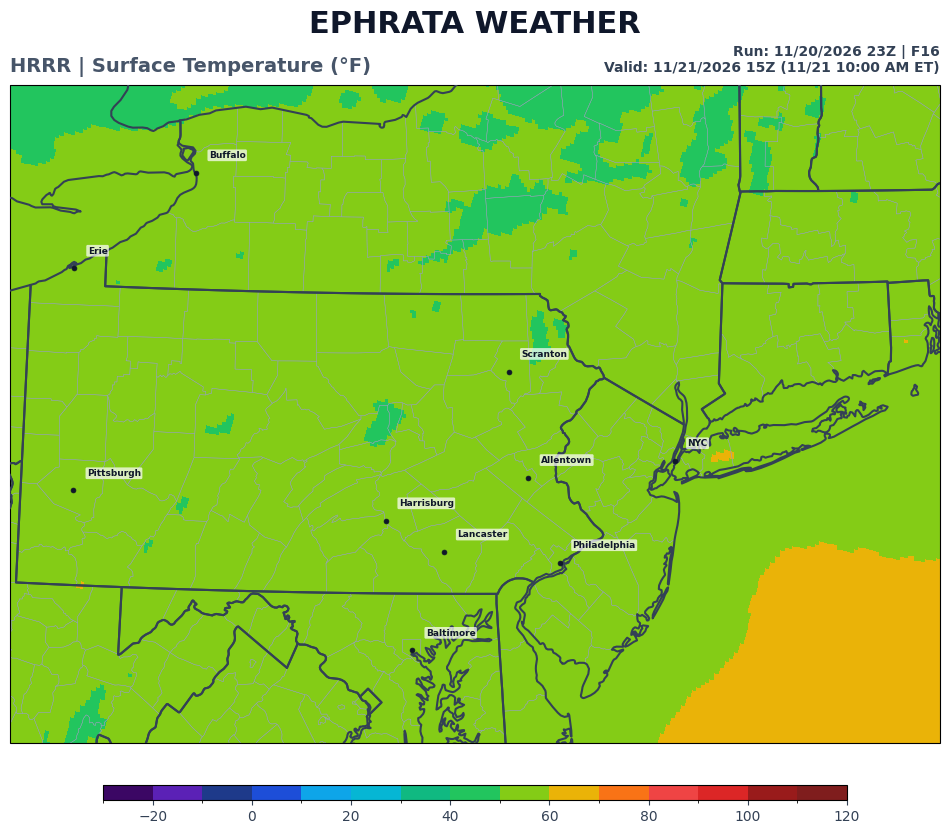 EPHRATA WEATHER
HRRR | Surface Temperature (°F)
Run: 11/20/2026 23Z | F16
Valid: 11/21/2026 15Z (11/21 10:00 AM ET)
Buffalo
Erie
Scranton
NYC
Allentown
Pittsburgh
Harrisburg
Lancaster
Philadelphia
Baltimore
−20 0 20 40 60 80 100 120